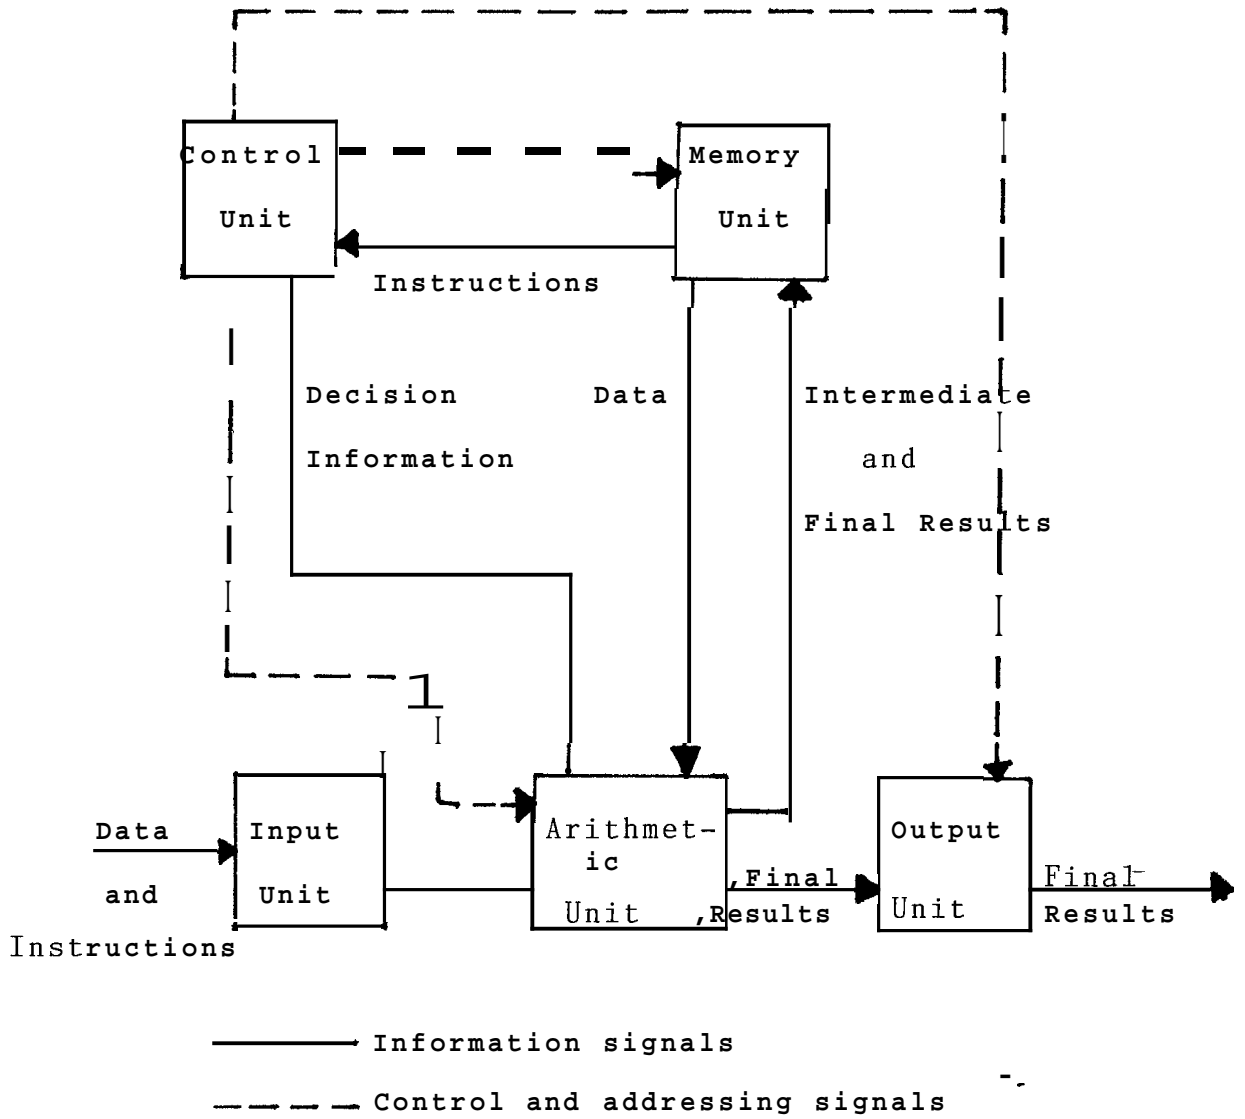 Control
Unit
Memory
Unit
Instructions
Decision
Information
Data
Intermediate
and
Final Results
Data
and
Instructions
Input
Unit
Arithmet-
ic
Unit
,Final
,Results
Output
Unit
Final
Results
Information signals
Control and addressing signals